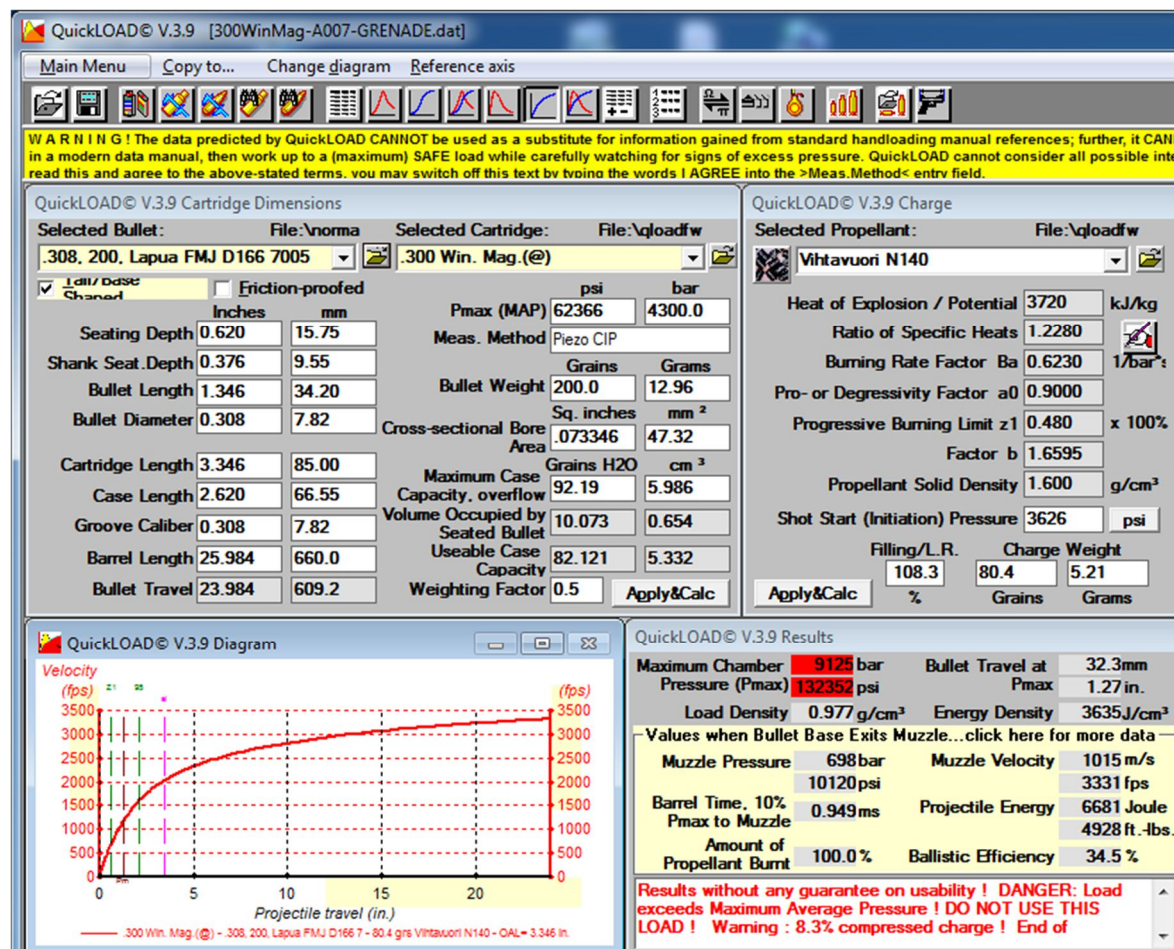 QuickLOAD© V.3.9 [300WinMag-A007-GRENADE.dat]
Main Menu Copy to... Change diagram Reference axis
W A R N I N G ! The data predicted by QuickLOAD CANNOT be used as a substitute for information gained from standard handloading manual references; further, it CAN
in a modern data manual, then work up to a (maximum) SAFE load while carefully watching for signs of excess pressure. QuickLOAD cannot consider all possible inte
read this and agree to the above-stated terms, you may switch off this text by typing the words I AGREE into the >Meas.Method< entry field.
QuickLOAD© V.3.9 Cartridge Dimensions
Selected Bullet: File:\norma Selected Cartridge: File:\qloadfw
.308, 200, Lapua FMJ D166 7005 .300 Win. Mag.(@)
Tail/Base Shaped Friction-proofed
Inches mm
Seating Depth 0.620 15.75
Shank Seat.Depth 0.376 9.55
Bullet Length 1.346 34.20
Bullet Diameter 0.308 7.82
Cartridge Length 3.346 85.00
Case Length 2.620 66.55
Groove Caliber 0.308 7.82
Barrel Length 25.984 660.0
Bullet Travel 23.984 609.2
psi bar
Pmax (MAP) 62366 4300.0
Meas. Method Piezo CIP
Grains Grams
Bullet Weight 200.0 12.96
Sq. inches mm ²
Cross-sectional Bore Area .073346 47.32
Grains H2O cm ³
Maximum Case Capacity, overflow 92.19 5.986
Volume Occupied by Seated Bullet 10.073 0.654
Useable Case Capacity 82.121 5.332
Weighting Factor 0.5 Apply&Calc
QuickLOAD© V.3.9 Charge
Selected Propellant: File:\qloadfw
Vihtavuori N140
Heat of Explosion / Potential 3720 kJ/kg
Ratio of Specific Heats 1.2280
Burning Rate Factor Ba 0.6230 1/bar*s
Pro- or Degressivity Factor a0 0.9000
Progressive Burning Limit z1 0.480 x 100%
Factor b 1.6595
Propellant Solid Density 1.600 g/cm³
Shot Start (Initiation) Pressure 3626 psi
Filling/L.R. Charge Weight
108.3 80.4 5.21
Apply&Calc % Grains Grams
QuickLOAD© V.3.9 Diagram
Velocity
(fps) (fps)
3500 3500
3000 3000
2500 2500
2000 2000
1500 1500
1000 1000
500 500
0 0
0 5 10 15 20
Projectile travel (in.)
.300 Win. Mag.(@) - .308, 200, Lapua FMJ D166 7 - 80.4 grs Vihtavuori N140 - OAL= 3.346 in.
QuickLOAD© V.3.9 Results
Maximum Chamber Pressure (Pmax) 9125 bar
132352 psi
Bullet Travel at Pmax 32.3mm
1.27 in.
Load Density 0.977 g/cm³ Energy Density 3635J/cm³
Values when Bullet Base Exits Muzzle...click here for more data
Muzzle Pressure 698bar Muzzle Velocity 1015 m/s
10120psi 3331 fps
Barrel Time, 10% Pmax to Muzzle 0.949 ms Projectile Energy 6681 Joule
4928 ft.-lbs.
Amount of Propellant Burnt 100.0 % Ballistic Efficiency 34.5 %
Results without any guarantee on usability ! DANGER: Load
exceeds Maximum Average Pressure ! DO NOT USE THIS
LOAD ! Warning : 8.3% compressed charge ! End of